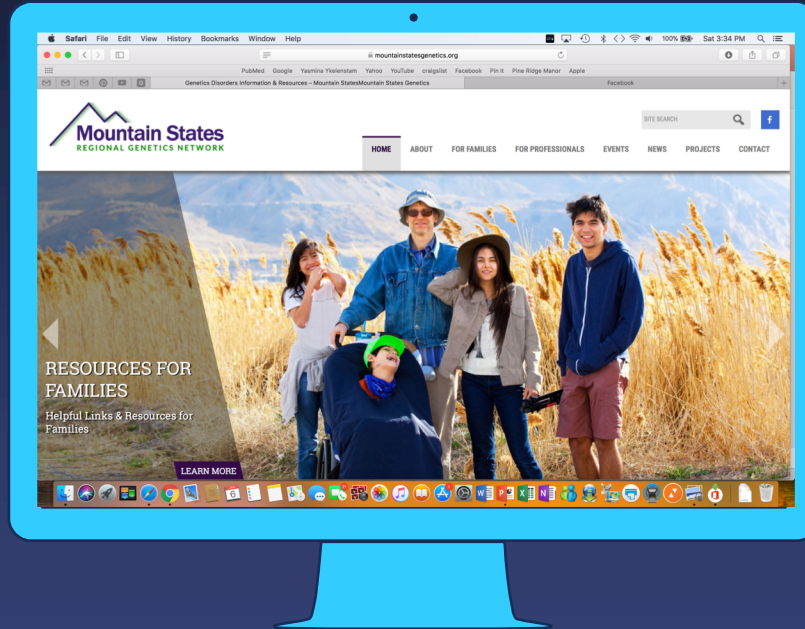 Safari File Edit View History Bookmarks Window Help 100% Sat 3:34 PM
mountainstatesgenetics.org
PubMed Google Yasmina Ykelenstam Yahoo YouTube craigslist Facebook Pin It Pine Ridge Manor Apple
Genetics Disorders Information & Resources – Mountain StatesMountain States Genetics Facebook
Mountain States
REGIONAL GENETICS NETWORK
SITE SEARCH
f
HOME ABOUT FOR FAMILIES FOR PROFESSIONALS EVENTS NEWS PROJECTS CONTACT
RESOURCES FOR
FAMILIES
Helpful Links & Resources for
Families
LEARN MORE
6